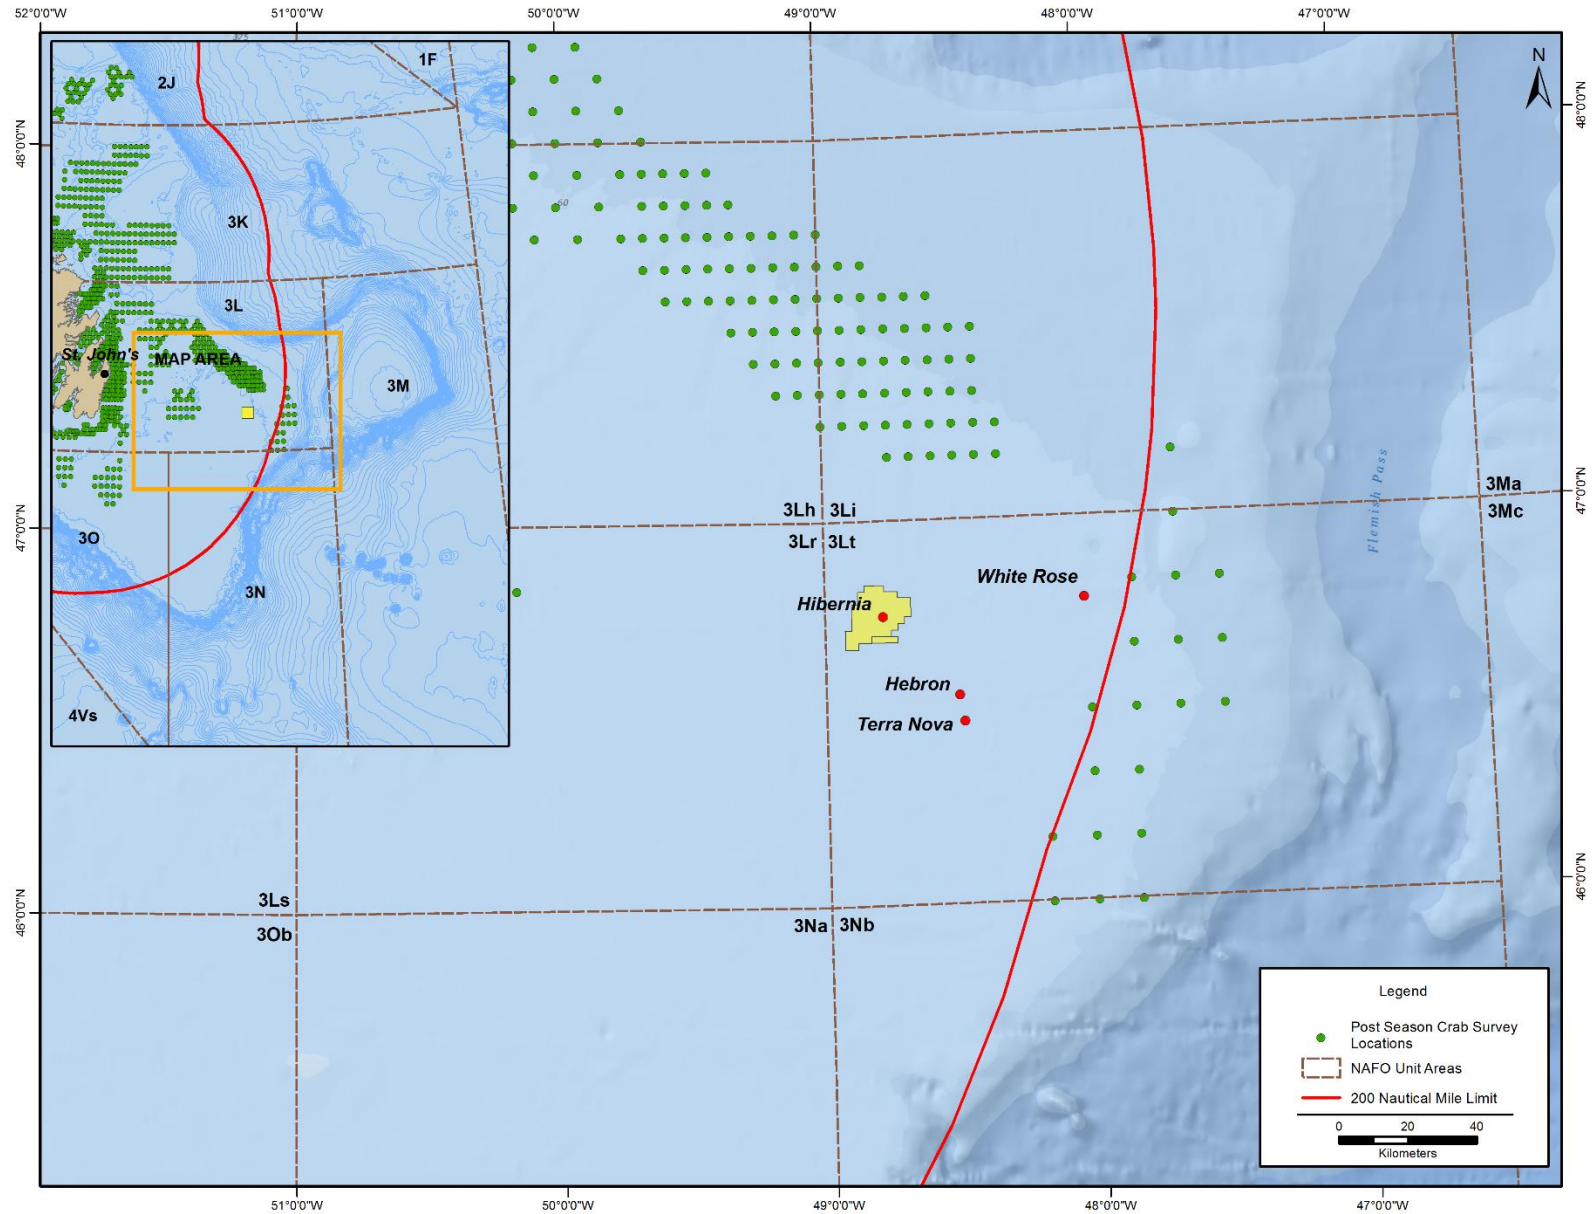 52°0'0"W
51°0'0"W
50°0'0"W
49°0'0"W
48°0'0"W
47°0'0"W
48°0'0"N
47°0'0"N
46°0'0"N
48°0'0"N
47°0'0"N
46°0'0"N
N
2J
1F
3K
3L
St. John's
MAP AREA
3M
3O
3N
4Vs
60
3Lh
3Li
3Lr
3Lt
3Ma
3Mc
Flemish Pass
White Rose
Hibernia
Hebron
Terra Nova
3Ls
3Ob
3Na
3Nb
Legend
Post Season Crab Survey
Locations
NAFO Unit Areas
200 Nautical Mile Limit
0 20 40
Kilometers
51°0'0"W
50°0'0"W
49°0'0"W
48°0'0"W
47°0'0"W